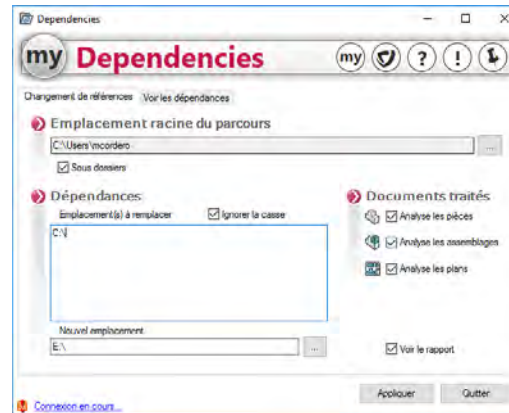 Dependencies
my Dependencies
my ? !
Changement de références Voir les dépendances
Emplacement racine du parcours
C:\Users\mcordero
...
Sous dossiers
Dépendances
Documents traités
Emplacement(s) à remplacer Ignorer la casse
Analyse les pièces
C:\
Analyse les assemblages
Analyse les plans
Nouvel emplacement
E:\
...
Voir le rapport
Appliquer Quitter
Connexion en cours...